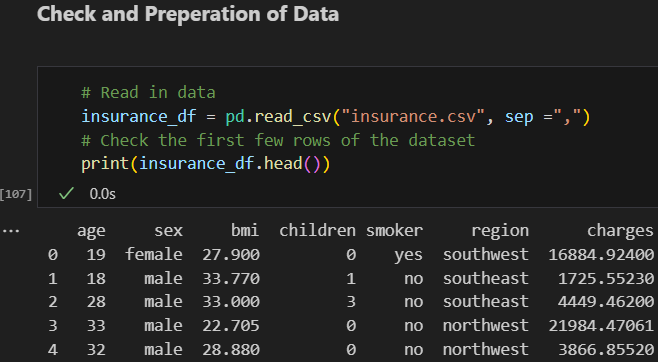 Check and Preperation of Data
# Read in data
insurance_df = pd.read_csv("insurance.csv", sep =",")
# Check the first few rows of the dataset
print(insurance_df.head())
[107] 0.0s
... age sex bmi children smoker region charges
0 19 female 27.900 0 yes southwest 16884.92400
1 18 male 33.770 1 no southeast 1725.55230
2 28 male 33.000 3 no southeast 4449.46200
3 33 male 22.705 0 no northwest 21984.47061
4 32 male 28.880 0 no northwest 3866.85520